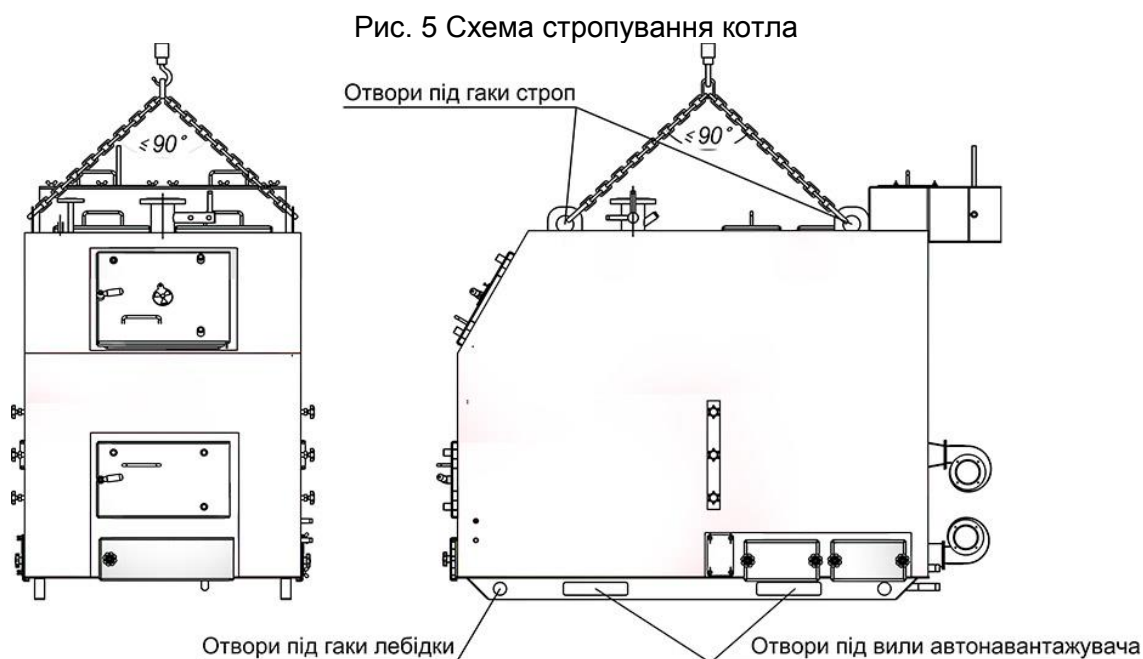 Рис. 5 Схема стропування котла
Отвори під гаки строп
≤90°
≤90°
Отвори під гаки лебідки
Отвори під вили автонавантажувача